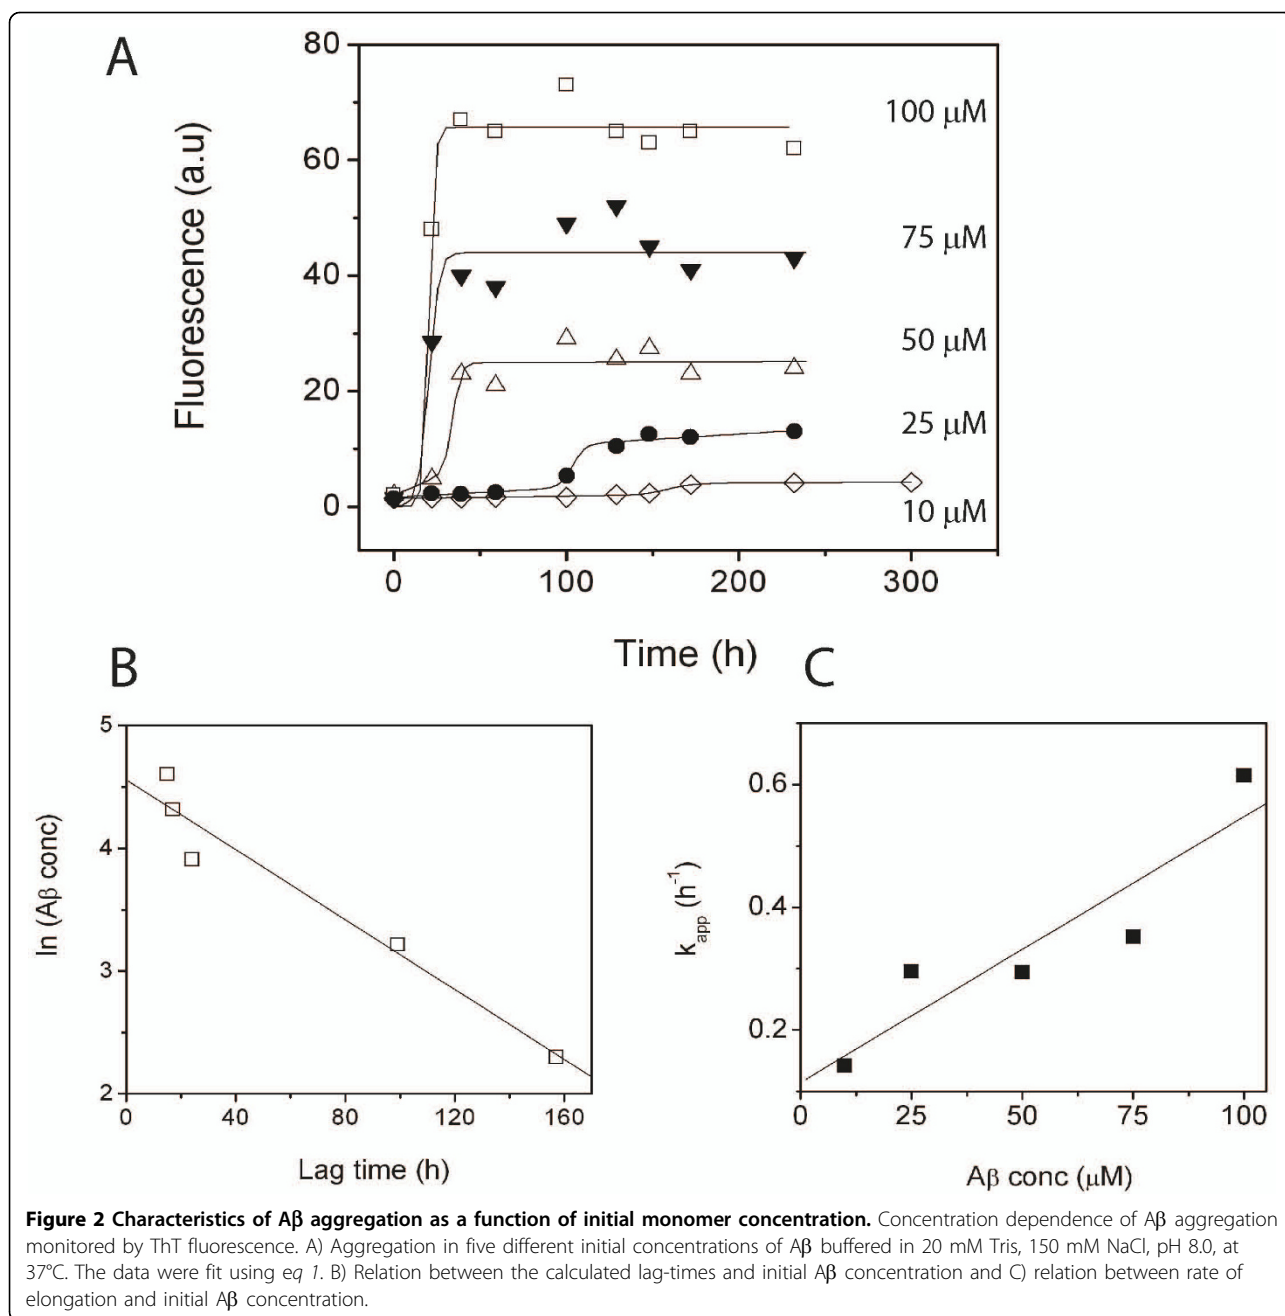 A
80
60
40
20
0
Fluorescence (a.u)
100 μM
75 μM
50 μM
25 μM
10 μM
0 100 200 300
Time (h)
B
5
4
3
2
ln (Aβ conc)
0 40 80 120 160
Lag time (h)
C
0.6
0.4
0.2
k_app (h⁻¹)
0 25 50 75 100
Aβ conc (μM)
Figure 2 Characteristics of Aβ aggregation as a function of initial monomer concentration. Concentration dependence of Aβ aggregation
monitored by ThT fluorescence. A) Aggregation in five different initial concentrations of Aβ buffered in 20 mM Tris, 150 mM NaCl, pH 8.0, at
37°C. The data were fit using eq 1. B) Relation between the calculated lag-times and initial Aβ concentration and C) relation between rate of
elongation and initial Aβ concentration.